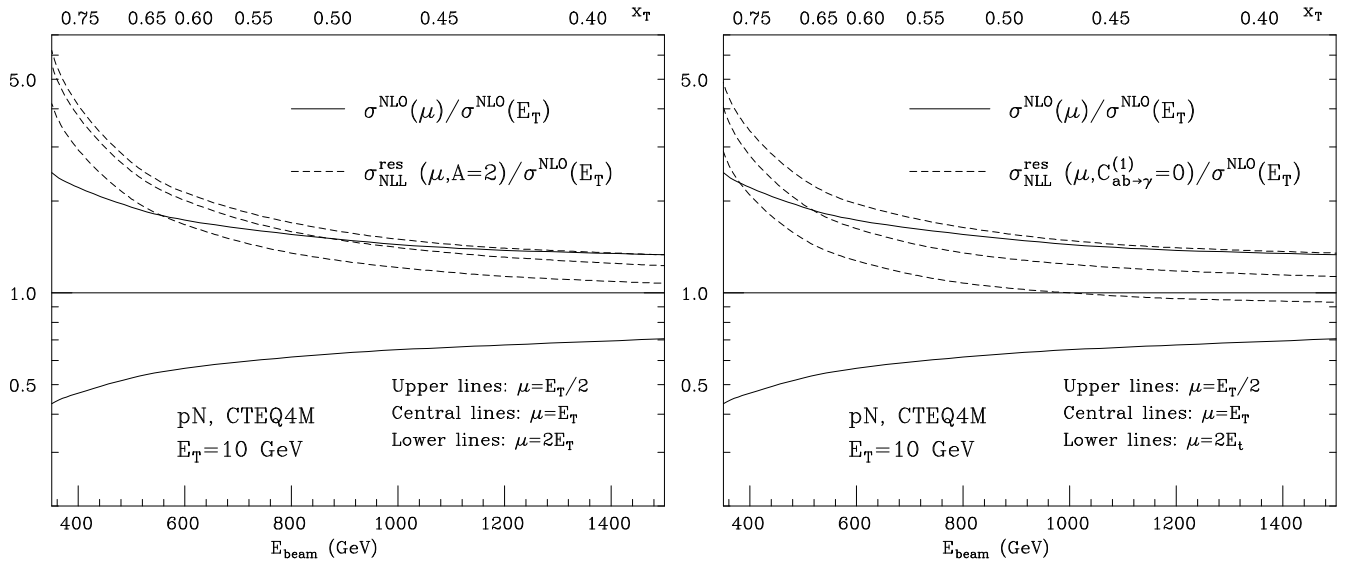 0.75 0.65 0.60 0.55 0.50 0.45 0.40 x_T
5.0
σ^NLO(μ)/σ^NLO(E_T)
σ^res_NLL (μ,A=2)/σ^NLO(E_T)
1.0
0.5
Upper lines: μ=E_T/2
Central lines: μ=E_T
Lower lines: μ=2E_T
pN, CTEQ4M
E_T=10 GeV
400 600 800 1000 1200 1400
E_beam (GeV)
0.75 0.65 0.60 0.55 0.50 0.45 0.40 x_T
5.0
σ^NLO(μ)/σ^NLO(E_T)
σ^res_NLL (μ,C^(1)_ab→γ=0)/σ^NLO(E_T)
1.0
0.5
Upper lines: μ=E_T/2
Central lines: μ=E_T
Lower lines: μ=2E_t
pN, CTEQ4M
E_T=10 GeV
400 600 800 1000 1200 1400
E_beam (GeV)